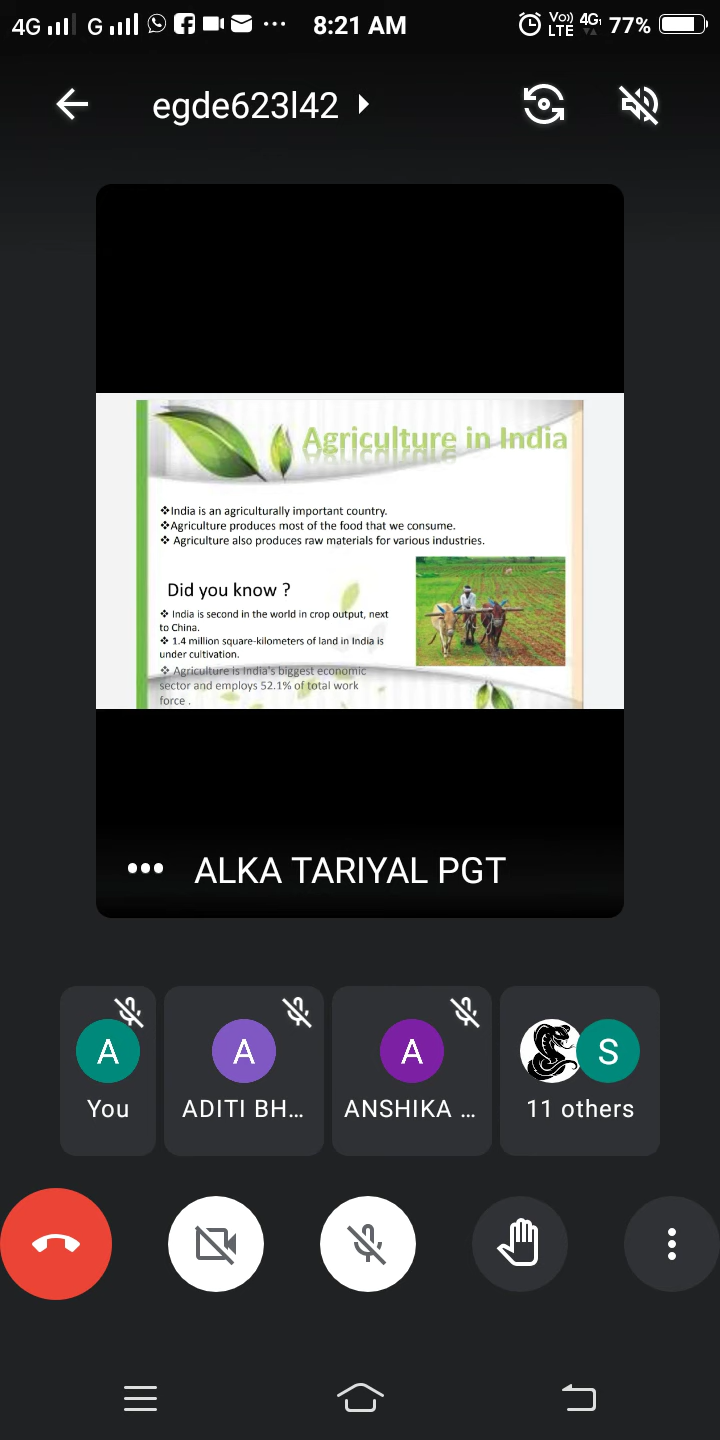 4G G 8:21 AM Vo)) LTE 4G 77%
egde623l42
Agriculture in India
❖India is an agriculturally important country.
❖Agriculture produces most of the food that we consume.
❖ Agriculture also produces raw materials for various industries.
Did you know ?
❖ India is second in the world in crop output, next
to China.
❖ 1.4 million square-kilometers of land in India is
under cultivation.
❖ Agriculture is India's biggest economic
sector and employs 52.1% of total work
force .
ALKA TARIYAL PGT
A A A S
You ADITI BH... ANSHIKA ... 11 others